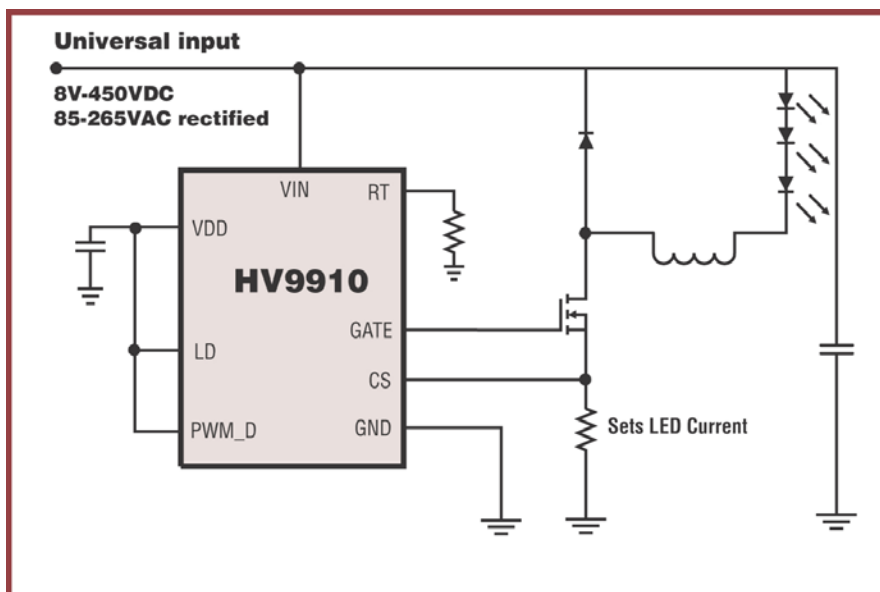 Universal input
8V-450VDC
85-265VAC rectified
VIN
RT
VDD
HV9910
GATE
LD
CS
PWM_D
GND
Sets LED Current